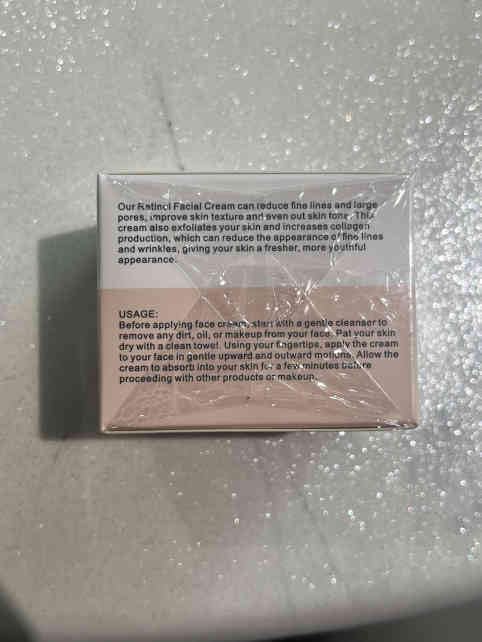 Our Retinol Facial Cream can reduce fine lines and large
pores, improve skin texture and even out skin tone. This
cream also exfoliates your skin and increases collagen
production, which can reduce the appearance of fine lines
and wrinkles, giving your skin a fresher, more youthful
appearance.
USAGE:
Before applying face cream, start with a gentle cleanser to
remove any dirt, oil, or makeup from your face. Pat your skin
dry with a clean towel. Using your fingertips, apply the cream
to your face in gentle upward and outward motions. Allow the
cream to absorb into your skin for a few minutes before
proceeding with other products or makeup.